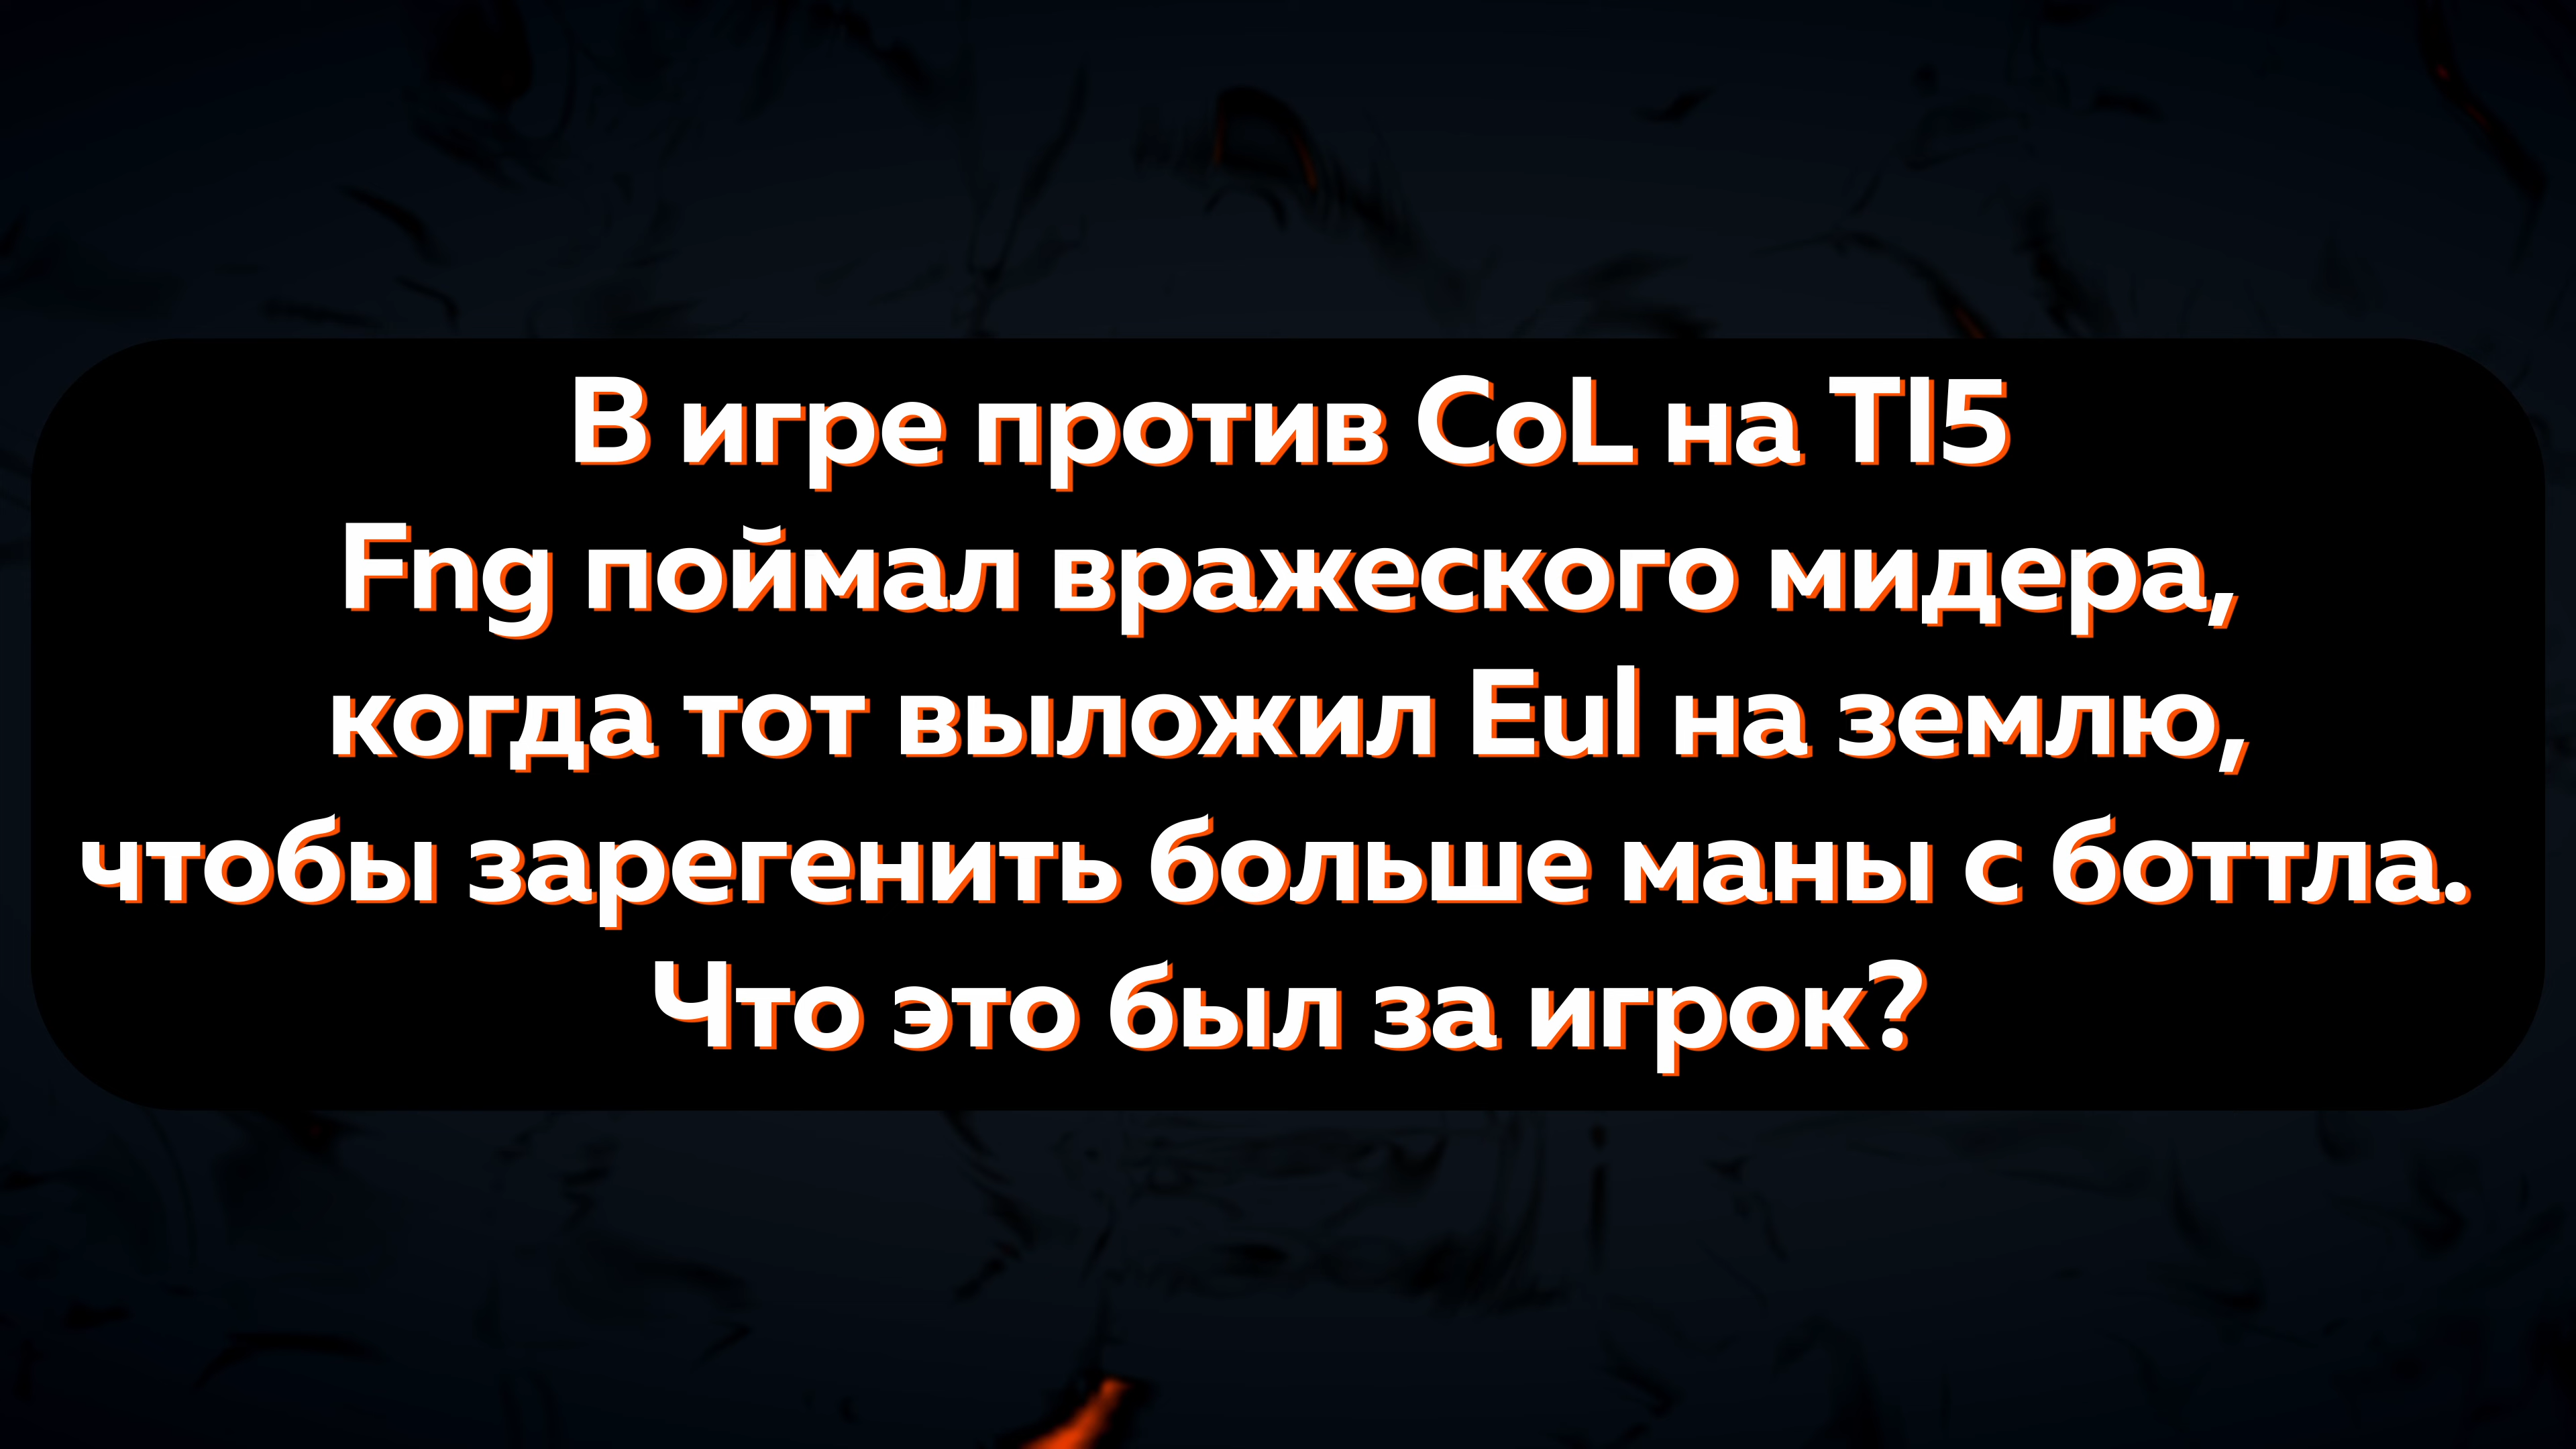 В игре против CoL на TI5
Fng поймал вражеского мидера,
когда тот выложил Eul на землю,
чтобы зарегенить больше маны с боттла.
Что это был за игрок?